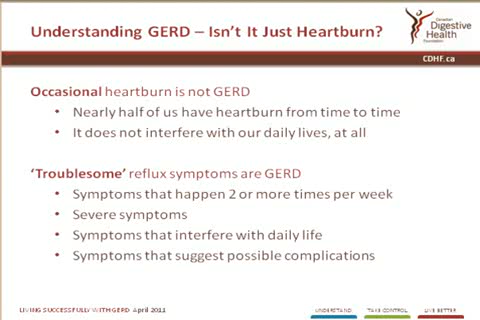 Understanding GERD – Isn't It Just Heartburn?
Canadian
Digestive
Health
Foundation
CDHF.ca
Occasional heartburn is not GERD
• Nearly half of us have heartburn from time to time
• It does not interfere with our daily lives, at all
'Troublesome' reflux symptoms are GERD
• Symptoms that happen 2 or more times per week
• Severe symptoms
• Symptoms that interfere with daily life
• Symptoms that suggest possible complications
LIVING SUCCESSFULLY WITH GERD April 2011
UNDERSTAND
TAKE CONTROL
LIVE BETTER